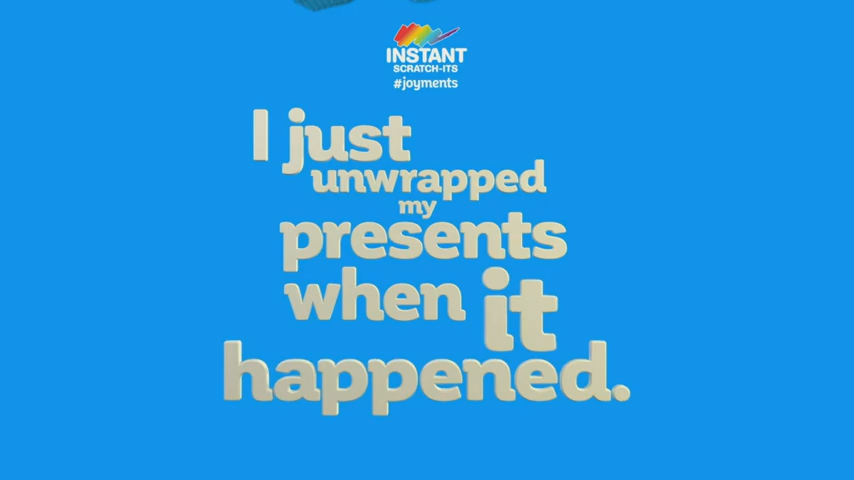 INSTANT
SCRATCH-ITS
#joyments
I just
unwrapped
my
presents
when it
happened.